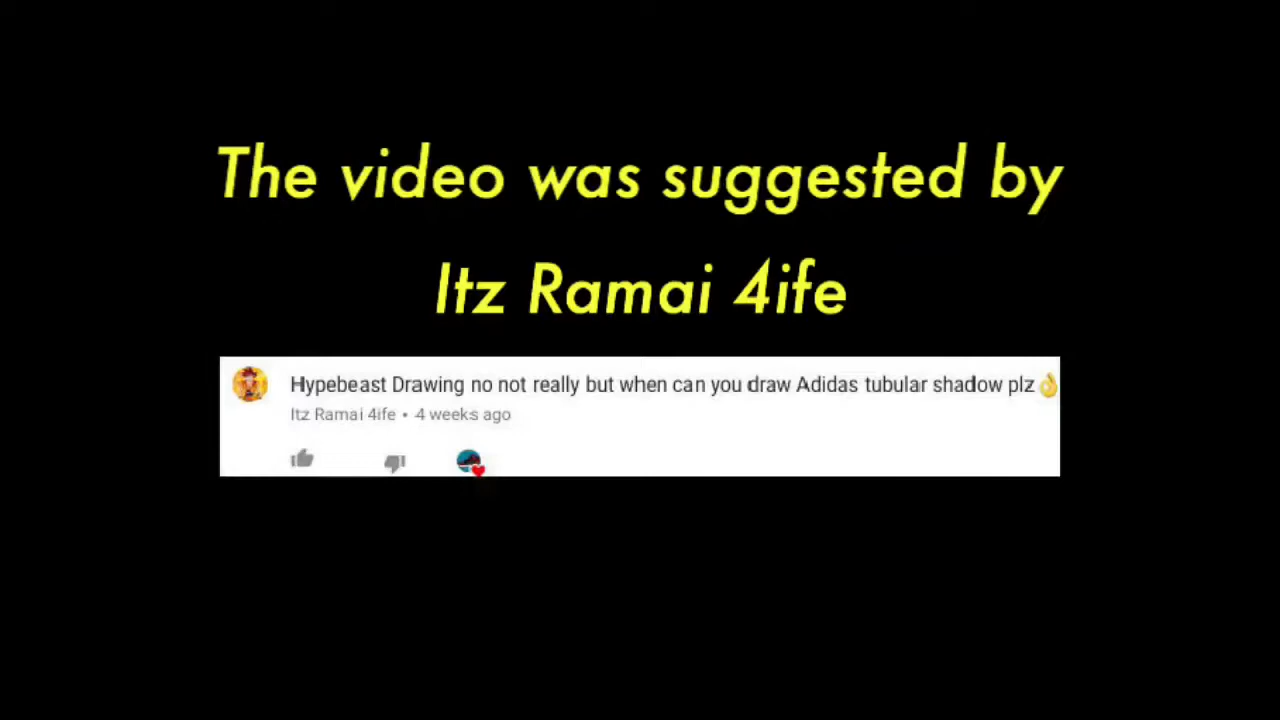 The video was suggested by
Itz Ramai 4ife
Hypebeast Drawing no not really but when can you draw Adidas tubular shadow plz👌
Itz Ramai 4ife • 4 weeks ago